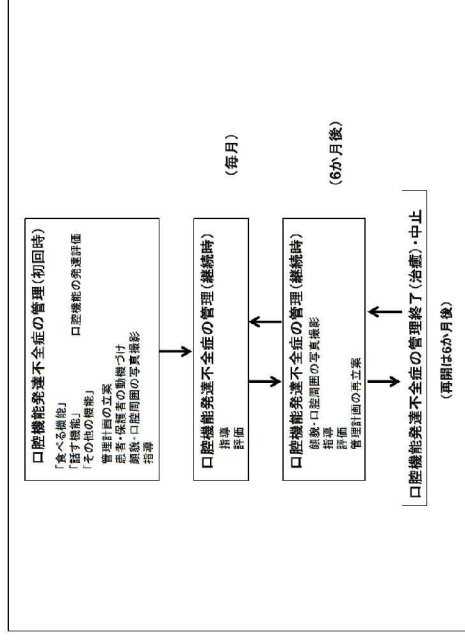 口腔機能発達不全症の管理(初回時)
「食べる機能」
「話す機能」 口腔機能の発達評価
「その他の機能」
管理計画の立案
患者・保護者の動機づけ
顔貌・口腔周囲の写真撮影
指導
口腔機能発達不全症の管理(継続時)
指導
評価
(毎月)
口腔機能発達不全症の管理(継続時)
顔貌・口腔周囲の写真撮影
指導
評価
管理計画の再立案
(6か月後)
口腔機能発達不全症の管理終了(治癒)・中止
(再開は6か月後)